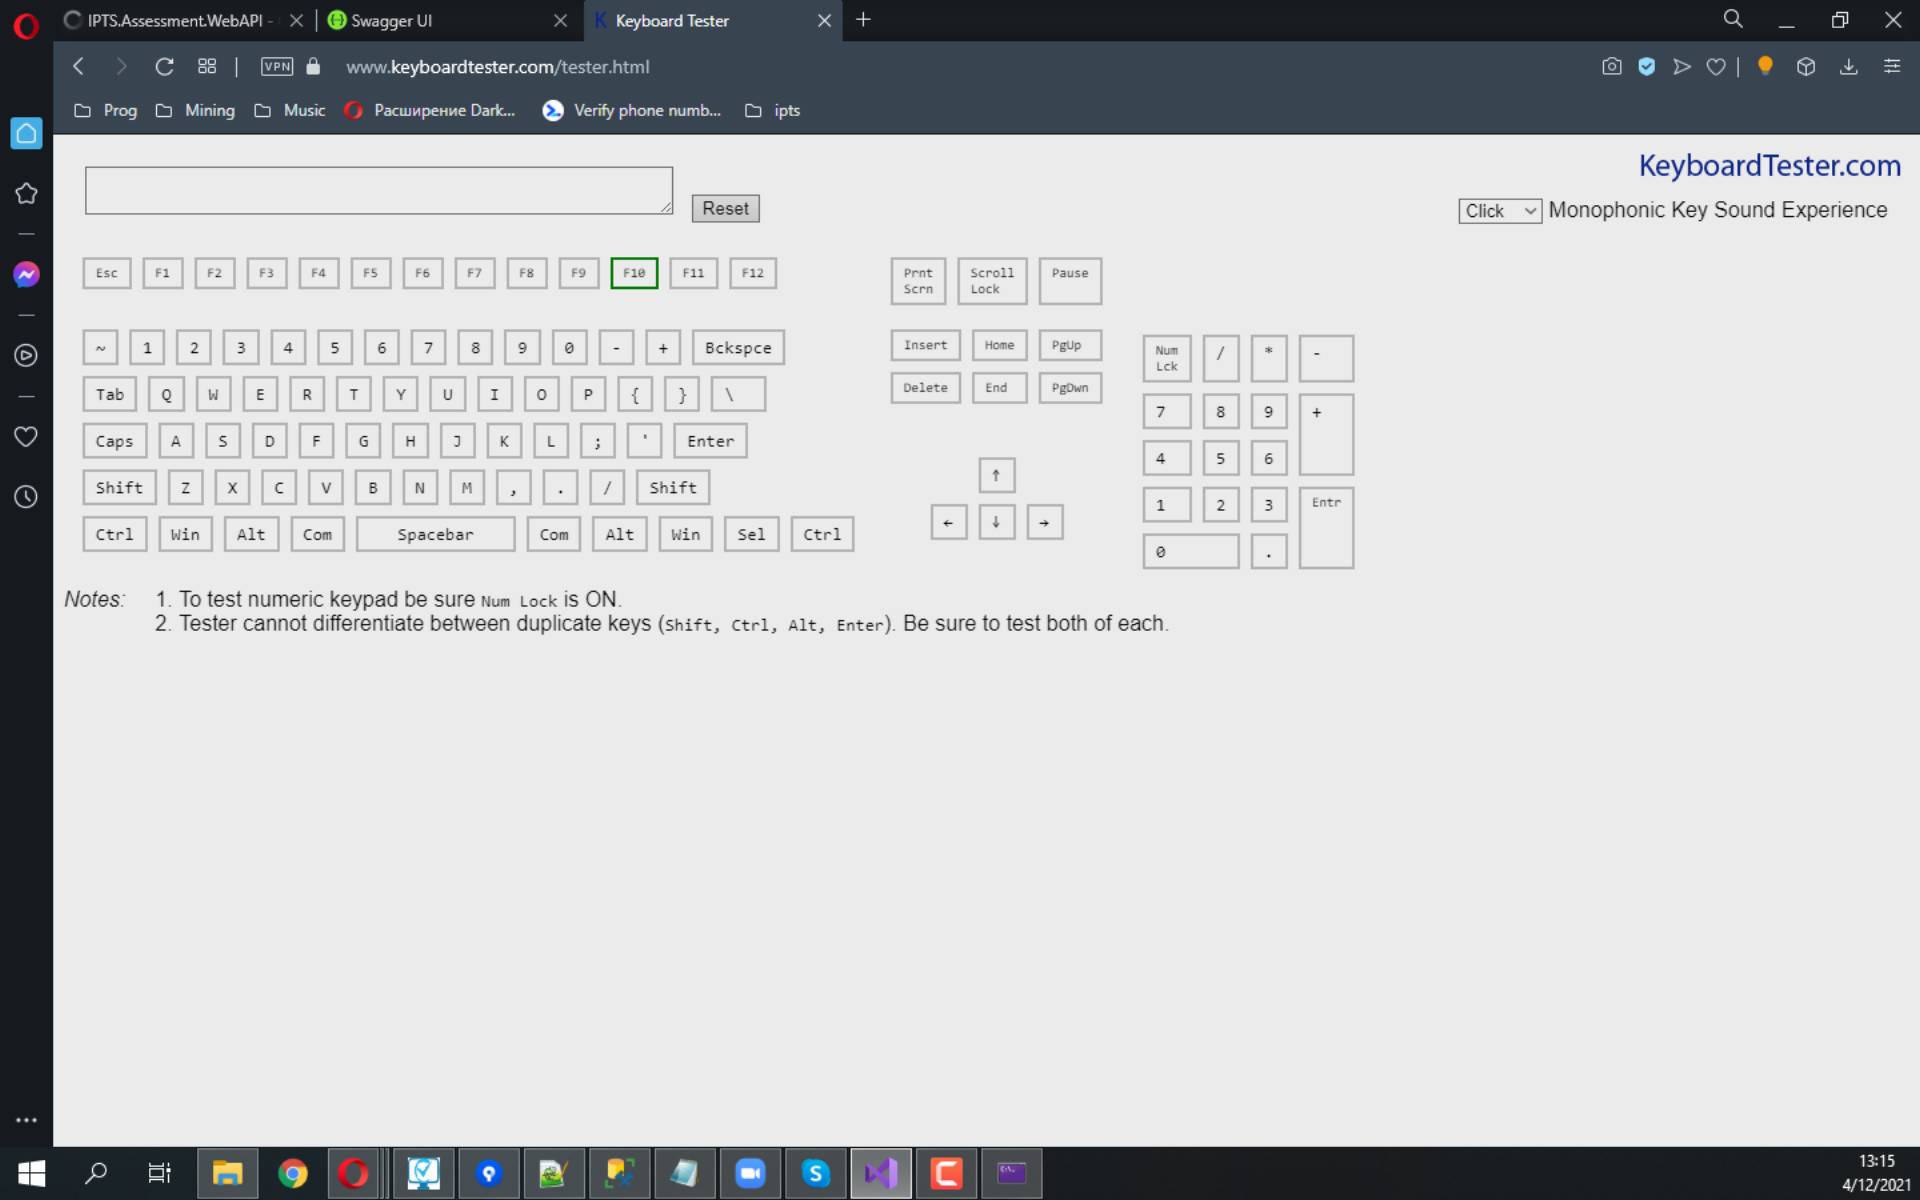 IPTS.Assessment.WebAPI -
Swagger UI
K Keyboard Tester
VPN www.keyboardtester.com/tester.html
Prog Mining Music Расширение Dark... Verify phone numb... ipts
KeyboardTester.com
Reset
Click Monophonic Key Sound Experience
Esc F1 F2 F3 F4 F5 F6 F7 F8 F9 F10 F11 F12
Prnt Scrn Scroll Lock Pause
~ 1 2 3 4 5 6 7 8 9 0 - + Bckspce
Insert Home PgUp
Num Lck / * -
Tab Q W E R T Y U I O P { } \
Delete End PgDwn
7 8 9 +
Caps A S D F G H J K L ; ' Enter
4 5 6
Shift Z X C V B N M , . / Shift
↑
1 2 3 Entr
Ctrl Win Alt Com Spacebar Com Alt Win Sel Ctrl
← ↓ →
0 .
Notes: 1. To test numeric keypad be sure Num Lock is ON.
2. Tester cannot differentiate between duplicate keys (Shift, Ctrl, Alt, Enter). Be sure to test both of each.
13:15
4/12/2021